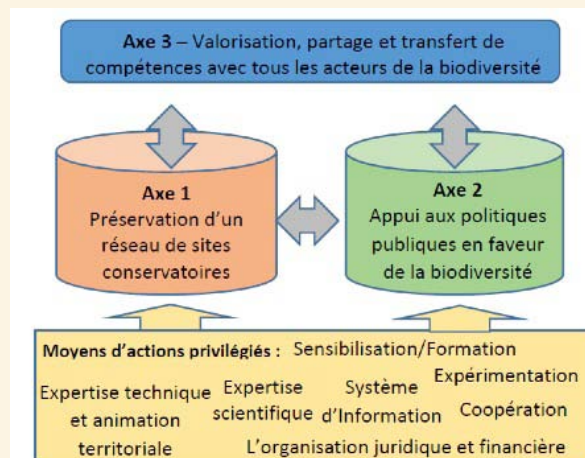 Axe 3 – Valorisation, partage et transfert de
compétences avec tous les acteurs de la biodiversité
Axe 1
Préservation d'un
réseau de sites
conservatoires
Axe 2
Appui aux politiques
publiques en faveur
de la biodiversité
Moyens d'actions privilégiés : Sensibilisation/Formation
Expertise technique
et animation
territoriale
Expertise
scientifique
Système
d'Information
Expérimentation
Coopération
L'organisation juridique et financière